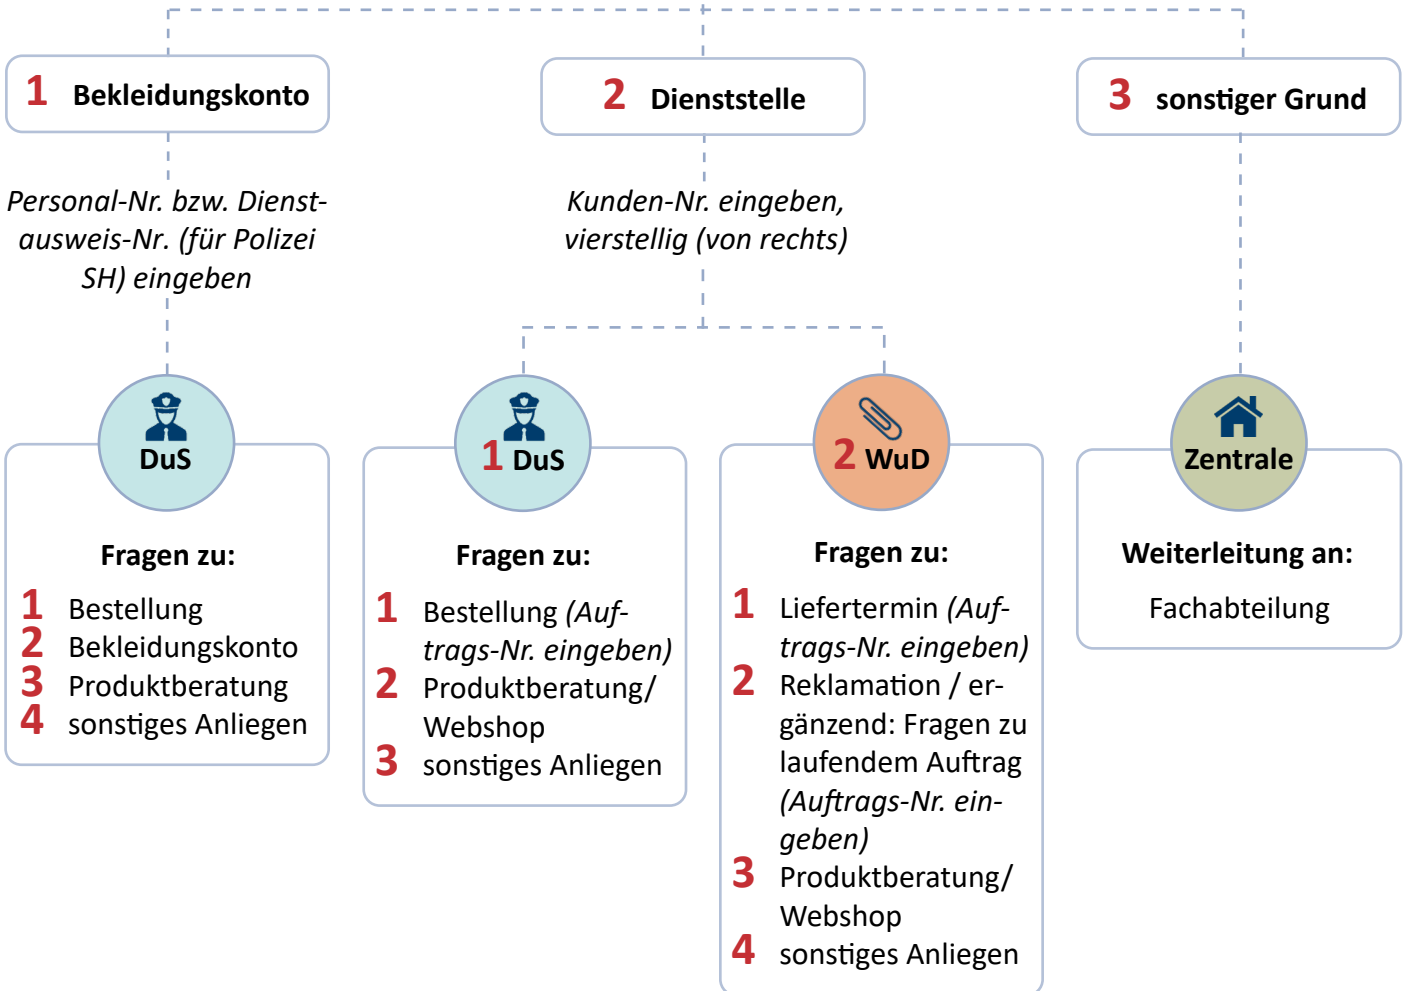 1 Bekleidungskonto
2 Dienststelle
3 sonstiger Grund
Personal-Nr. bzw. Dienst-
ausweis-Nr. (für Polizei
SH) eingeben
Kunden-Nr. eingeben,
vierstellig (von rechts)
DuS
Fragen zu:
1 Bestellung
2 Bekleidungskonto
3 Produktberatung
4 sonstiges Anliegen
1 DuS
Fragen zu:
1 Bestellung (Auf-
trags-Nr. eingeben)
2 Produktberatung/
Webshop
3 sonstiges Anliegen
2 WuD
Fragen zu:
1 Liefertermin (Auf-
trags-Nr. eingeben)
2 Reklamation / er-
gänzend: Fragen zu
laufendem Auftrag
(Auftrags-Nr. ein-
geben)
3 Produktberatung/
Webshop
4 sonstiges Anliegen
Zentrale
Weiterleitung an:
Fachabteilung